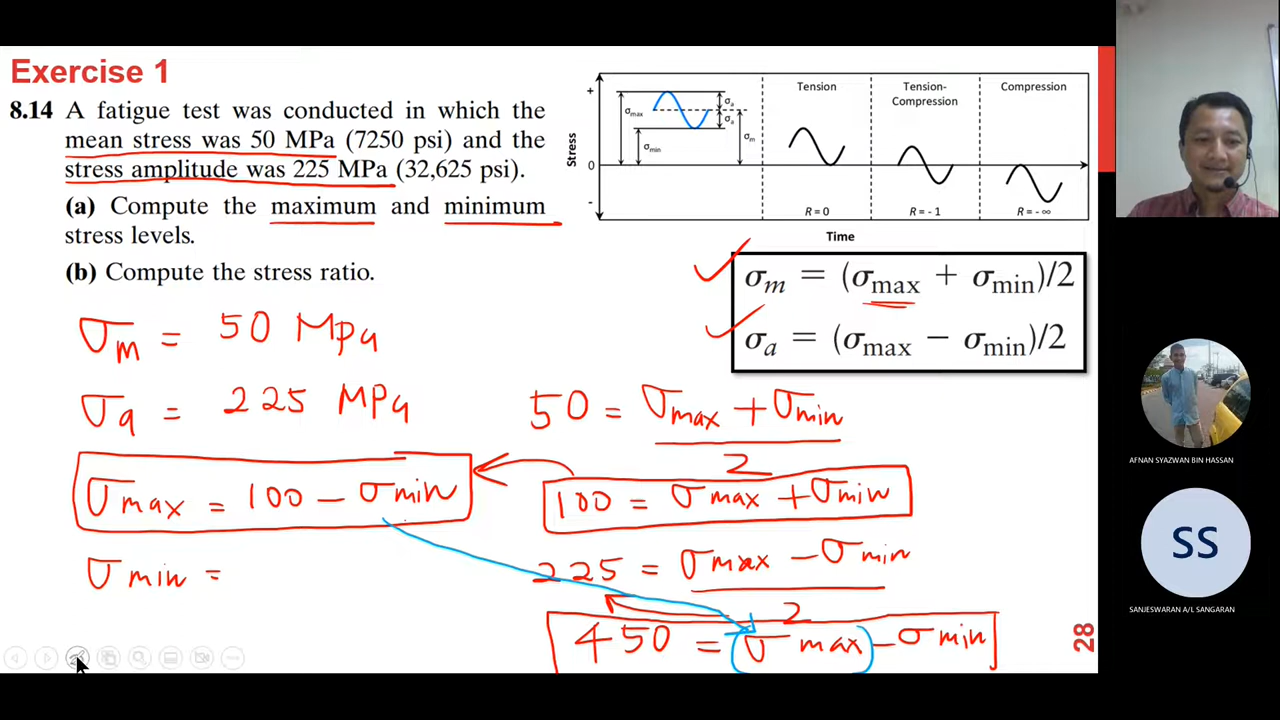 Exercise 1
8.14 A fatigue test was conducted in which the
mean stress was 50 MPa (7250 psi) and the
stress amplitude was 225 MPa (32,625 psi).
(a) Compute the maximum and minimum
stress levels.
(b) Compute the stress ratio.
Stress
+
0
-
σmax
σmin
σa
σa
σm
Tension
R = 0
Tension-
Compression
R = - 1
Compression
R = - ∞
Time
σm = (σmax + σmin)/2
σa = (σmax − σmin)/2
σm = 50 MPa
σa = 225 MPa
σmax = 100 − σmin
σmin =
50 = σmax + σmin
2
100 = σmax + σmin
225 = σmax − σmin
2
450 = σmax − σmin
28
AFNAN SYAZWAN BIN HASSAN
SS
SANJESWARAN A/L SANGARAN